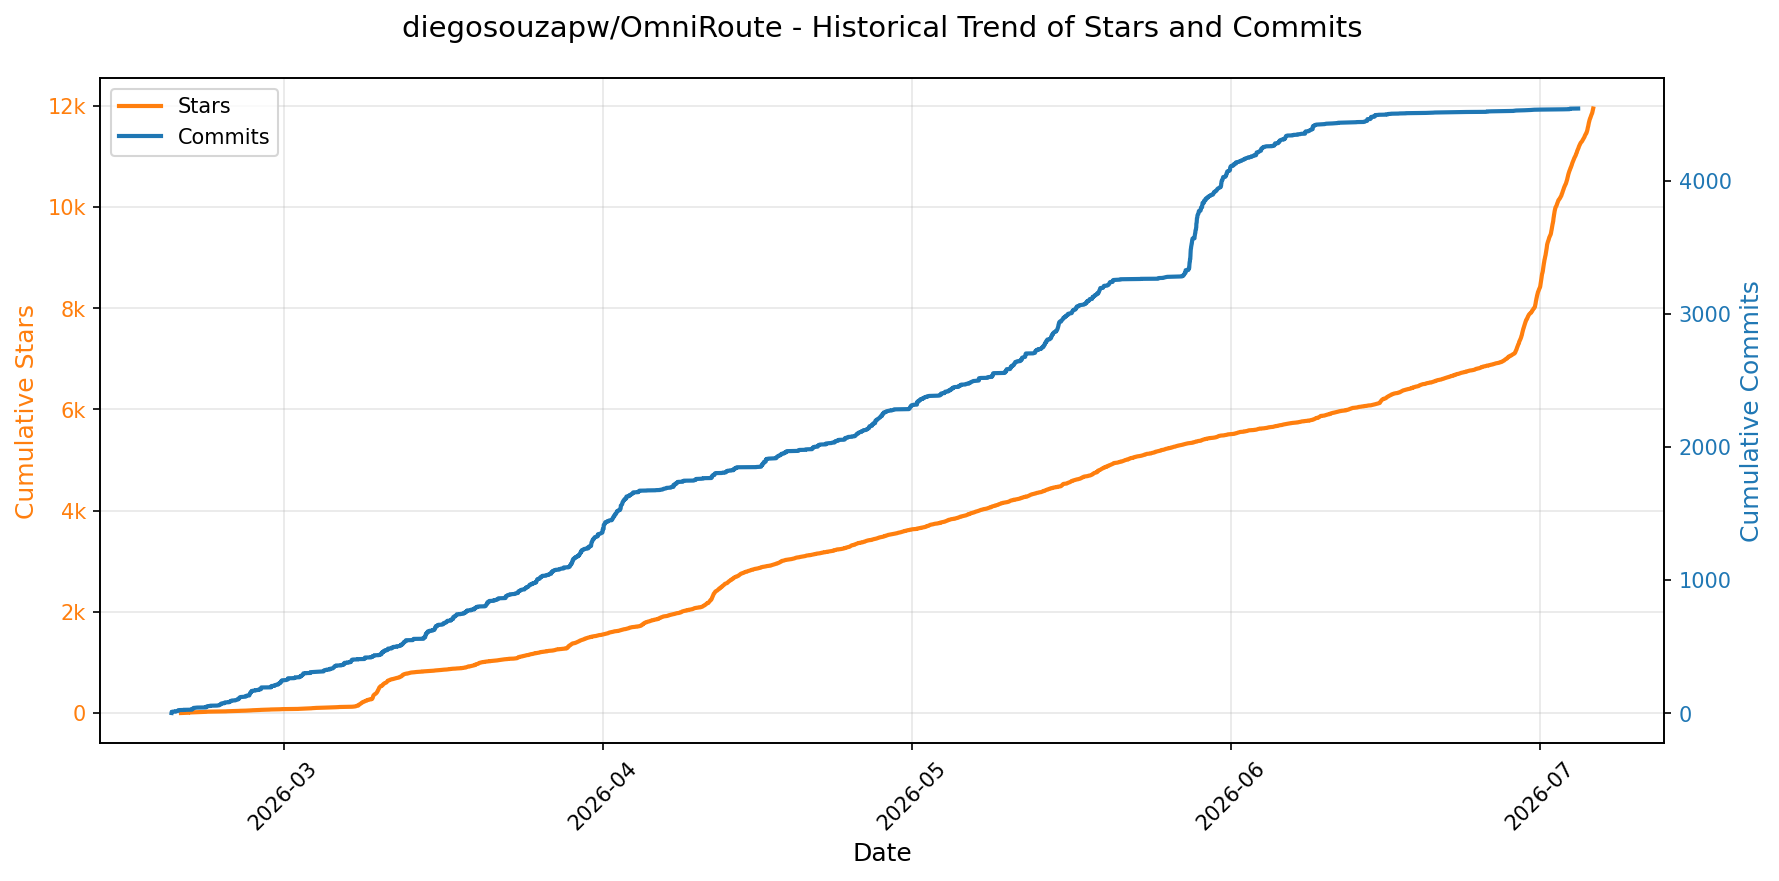 diegosouzapw/OmniRoute - Historical Trend of Stars and Commits
Stars
Commits
12k
10k
8k
6k
4k
2k
0
Cumulative Stars
4000
3000
2000
1000
0
Cumulative Commits
2026-03
2026-04
2026-05
2026-06
2026-07
Date